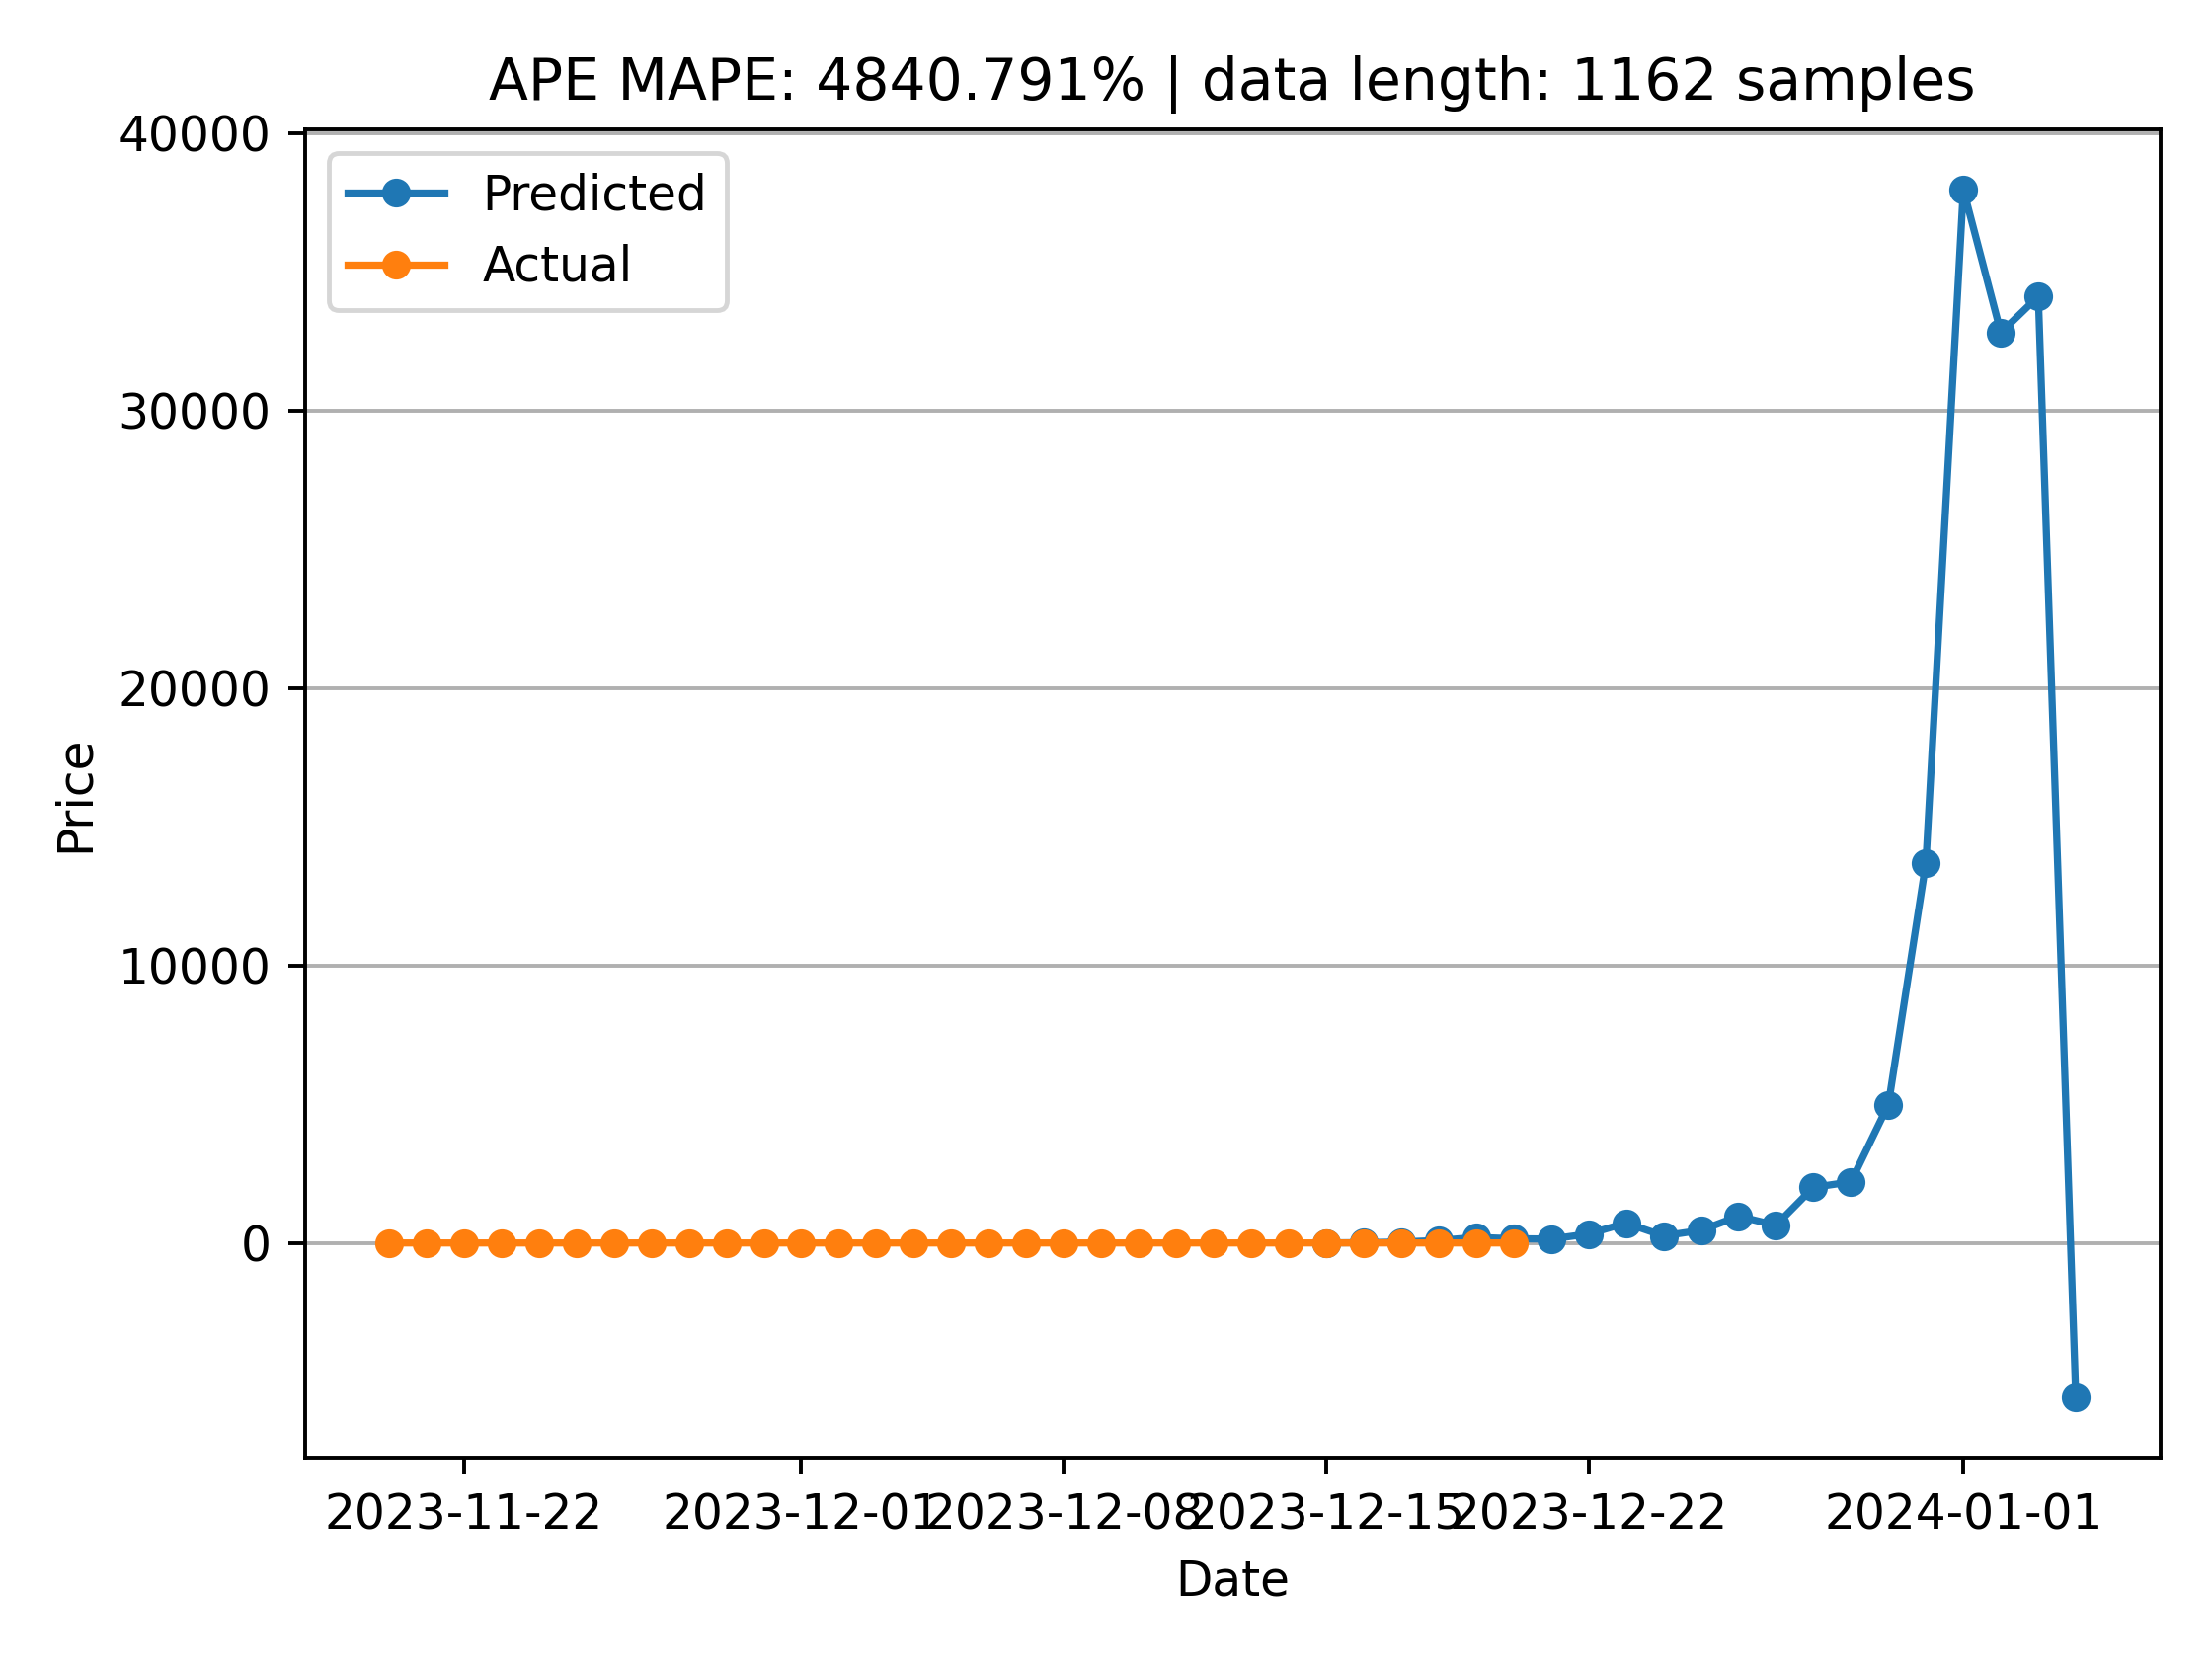 APE MAPE: 4840.791% | data length: 1162 samples
40000
Predicted
Actual
30000
20000
Price
10000
0
2023-11-22 2023-12-01 2023-12-08 2023-12-15 2023-12-22 2024-01-01
Date